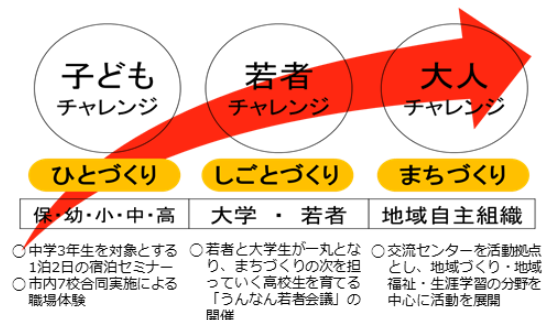 子ども
チャレンジ
若者
チャレンジ
大人
チャレンジ
ひとづくり
しごとづくり
まちづくり
保・幼・小・中・高
大学 ・ 若者
地域自主組織
○中学3年生を対象とする
1泊2日の宿泊セミナー
○市内7校合同実施による
職場体験
○若者と大学生が一丸とな
り、まちづくりの次を担
っていく高校生を育てる
「うんなん若者会議」の
開催
○交流センターを活動拠点
とし、地域づくり・地域
福祉・生涯学習の分野を
中心に活動を展開